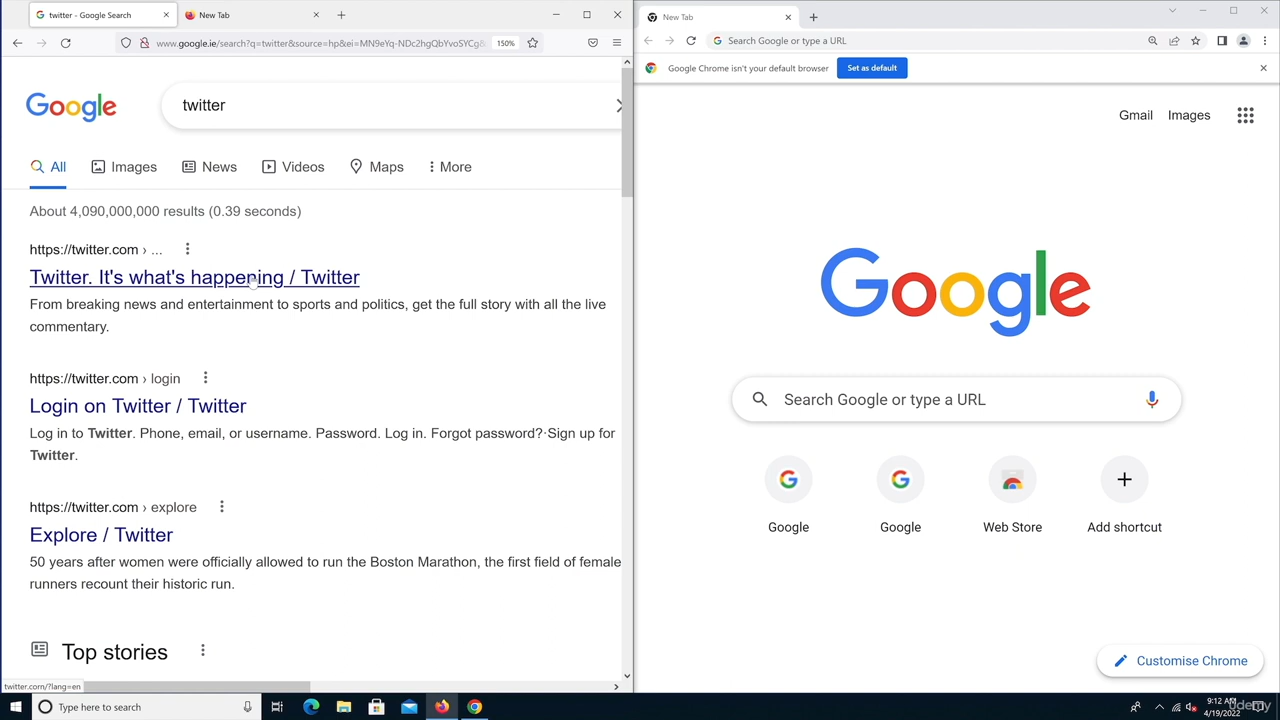 twitter - Google Search
New Tab
www.google.ie/search?q=twitter&source=hp&ei=MN9eYq-NDc2hgQbYvoSYCg&
150%
Google
twitter
All
Images
News
Videos
Maps
More
About 4,090,000,000 results (0.39 seconds)
https://twitter.com › ...
Twitter. It's what's happening / Twitter
From breaking news and entertainment to sports and politics, get the full story with all the live
commentary.
https://twitter.com › login
Login on Twitter / Twitter
Log in to Twitter. Phone, email, or username. Password. Log in. Forgot password?·Sign up for
Twitter.
https://twitter.com › explore
Explore / Twitter
50 years after women were officially allowed to run the Boston Marathon, the first field of female
runners recount their historic run.
Top stories
twitter.com/?lang=en
New Tab
Search Google or type a URL
Google Chrome isn't your default browser
Set as default
Gmail
Images
Google
Search Google or type a URL
Google
Google
Web Store
Add shortcut
Customise Chrome
Type here to search
9:12 AM
4/19/2022
Udemy